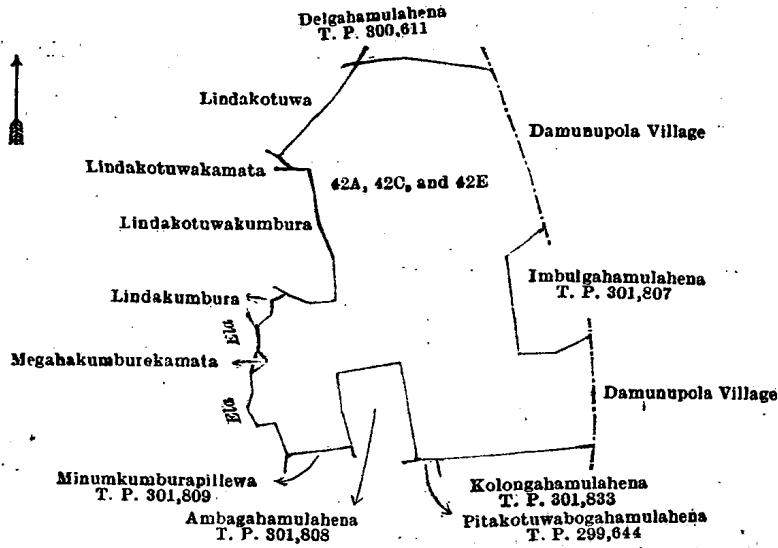 Delgahamulahena
T. P. 300,611
Lindakotuwa
Damunupola Village
Lindakotuwakamata
42A, 42C, and 42E
Lindakotuwakumbura
Imbulgahamulahena
T. P. 301,807
Lindakumbura
Ela
Megahakumburekamata
Damunupola Village
Ela
Minumkumburapillewa
T. P. 301,809
Kolongahamulahena
T. P. 301,833
Ambagahamulahena
T. P. 301,808
Pitakotuwabogahamulahena
T. P. 299,644